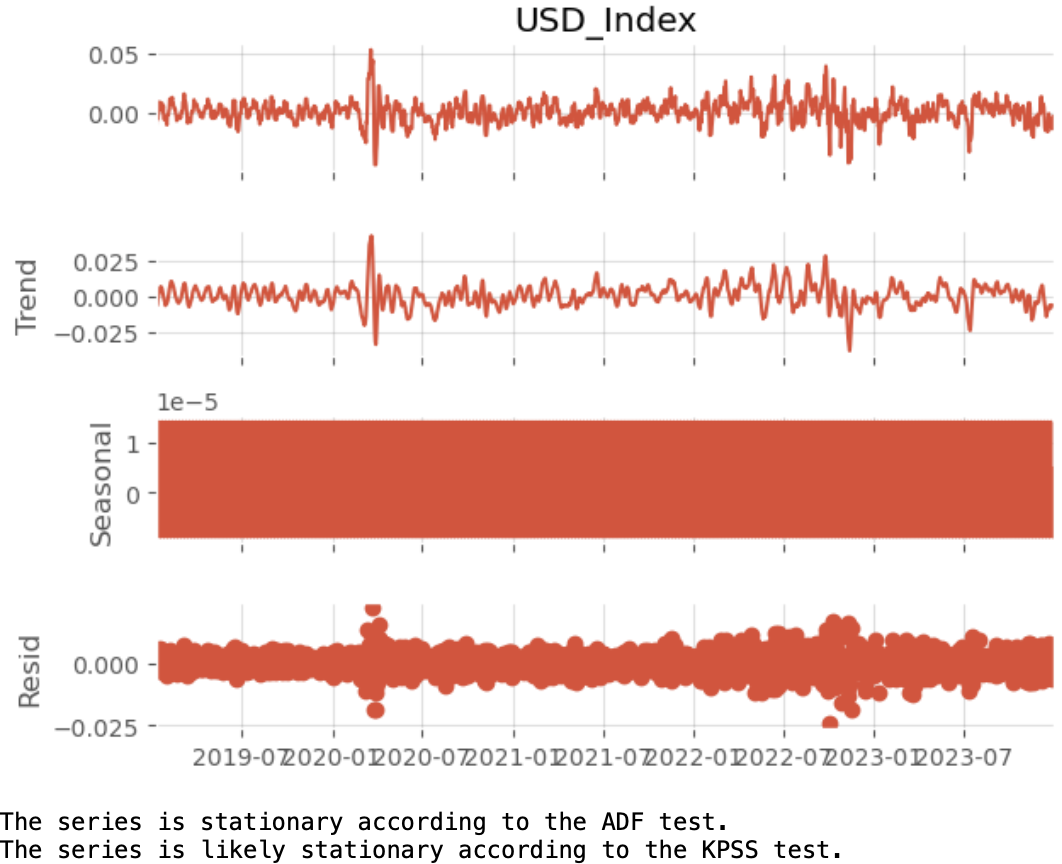 USD_Index
0.05
0.00
Trend
0.025
0.000
−0.025
1e−5
Seasonal
1
0
Resid
0.000
−0.025
2019-07 2020-01 2020-07 2021-01 2021-07 2022-01 2022-07 2023-01 2023-07
The series is stationary according to the ADF test.
The series is likely stationary according to the KPSS test.